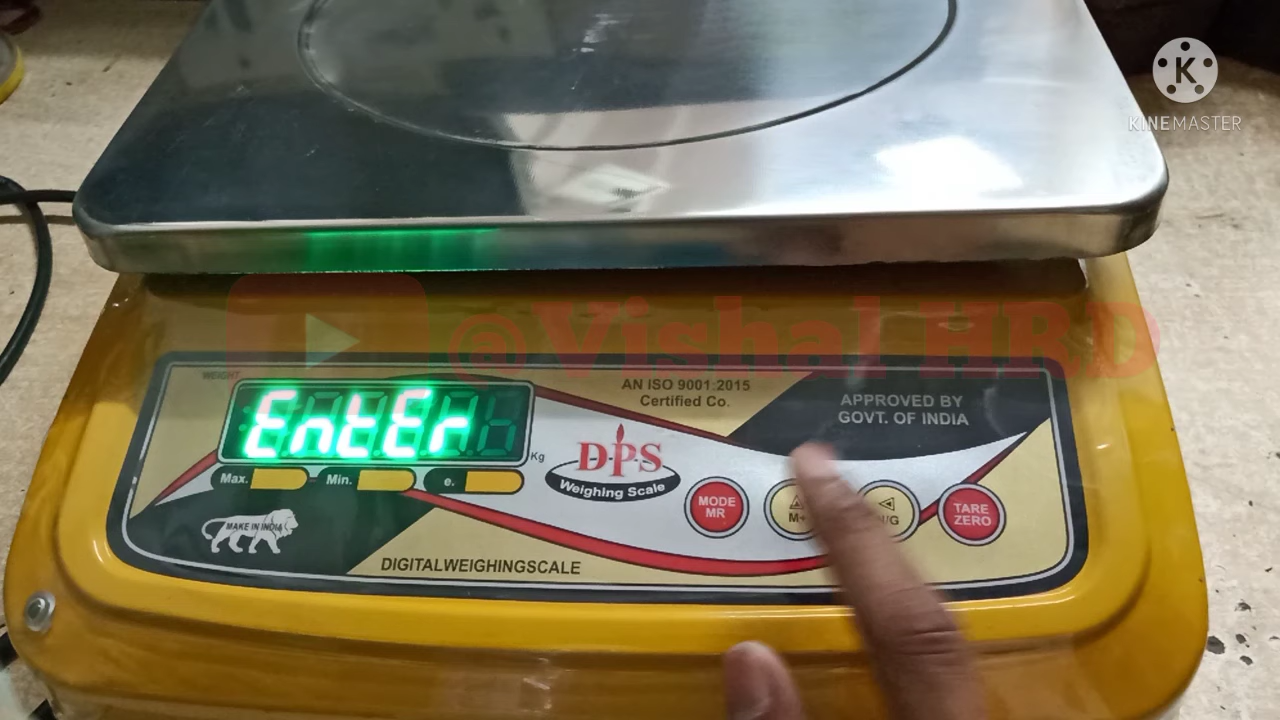 K
KINEMASTER
@Vishal HRD
WEIGHT
EntEr
Kg
Max.
Min.
e.
MAKE IN INDIA
DIGITALWEIGHINGSCALE
AN ISO 9001:2015
Certified Co.
DPS
Weighing Scale
APPROVED BY
GOVT. OF INDIA
MODE
MR
M+
/G
TARE
ZERO